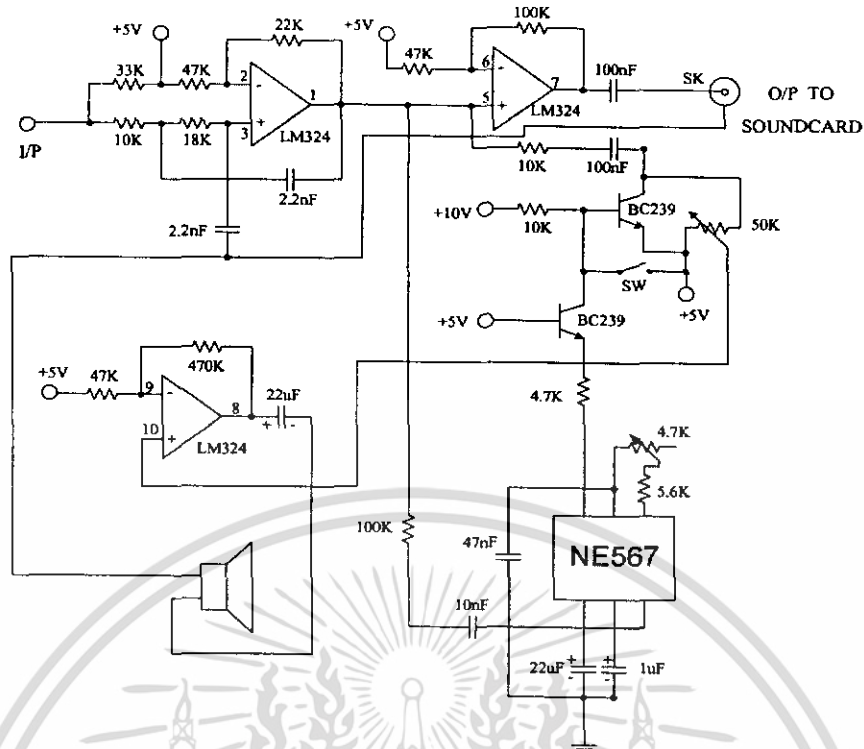 +5V
22K
+5V
100K
33K
47K
2
-
1
47K
6
-
7
100nF
SK
O/P TO
SOUNDCARD
I/P
10K
18K
+
3
LM324
5
+
LM324
2.2nF
2.2nF
10K
100nF
+10V
10K
BC239
50K
SW
+5V
+5V
BC239
+5V
47K
470K
9
-
8
22uF
+
-
10
+
LM324
4.7K
4.7K
5.6K
100K
47nF
NE567
10nF
22uF
+
-
+
-
1uF